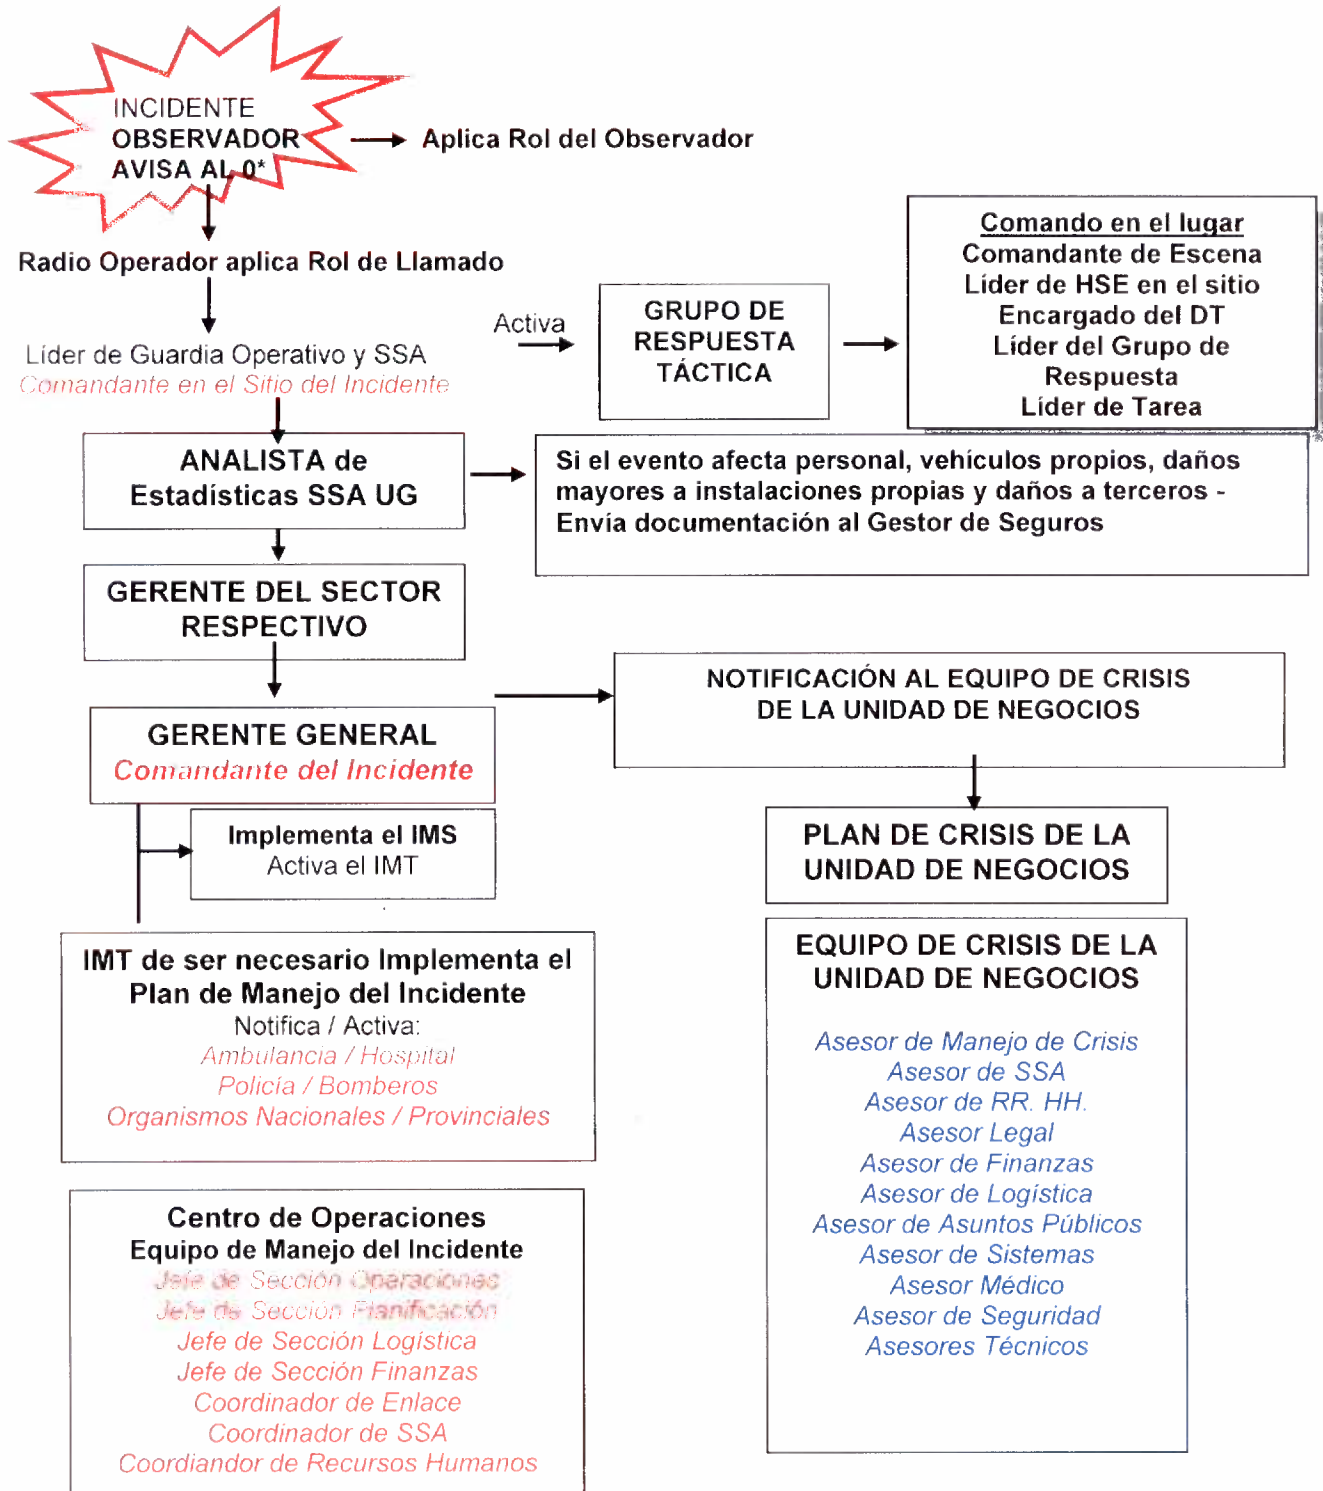 INCIDENTE
OBSERVADOR
AVISA AL 0*
Aplica Rol del Observador
Radio Operador aplica Rol de Llamado
Líder de Guardia Operativo y SSA
Comandante en el Sitio del Incidente
Activa
GRUPO DE
RESPUESTA
TÁCTICA
Comando en el lugar
Comandante de Escena
Líder de HSE en el sitio
Encargado del DT
Líder del Grupo de
Respuesta
Líder de Tarea
ANALISTA de
Estadísticas SSA UG
Si el evento afecta personal, vehículos propios, daños
mayores a instalaciones propias y daños a terceros -
Envía documentación al Gestor de Seguros
GERENTE DEL SECTOR
RESPECTIVO
GERENTE GENERAL
Comandante del Incidente
NOTIFICACIÓN AL EQUIPO DE CRISIS
DE LA UNIDAD DE NEGOCIOS
Implementa el IMS
Activa el IMT
PLAN DE CRISIS DE LA
UNIDAD DE NEGOCIOS
IMT de ser necesario Implementa el
Plan de Manejo del Incidente
Notifica / Activa:
Ambulancia / Hospital
Policía / Bomberos
Organismos Nacionales / Provinciales
EQUIPO DE CRISIS DE LA
UNIDAD DE NEGOCIOS
Asesor de Manejo de Crisis
Asesor de SSA
Asesor de RR. HH.
Asesor Legal
Asesor de Finanzas
Asesor de Logística
Asesor de Asuntos Públicos
Asesor de Sistemas
Asesor Médico
Asesor de Seguridad
Asesores Técnicos
Centro de Operaciones
Equipo de Manejo del Incidente
Jefe de Sección Operaciones
Jefe de Sección Planificación
Jefe de Sección Logística
Jefe de Sección Finanzas
Coordinador de Enlace
Coordinador de SSA
Coordiandor de Recursos Humanos